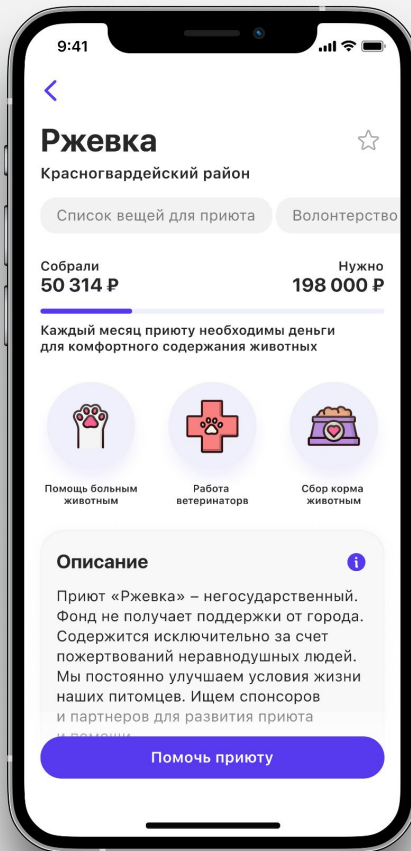 9:41
Ржевка
Красногвардейский район
Список вещей для приюта Волонтерство
Собрали Нужно
50 314 ₽ 198 000 ₽
Каждый месяц приюту необходимы деньги
для комфортного содержания животных
Помощь больным Работа Сбор корма
животным ветеринаторв животным
Описание
Приют «Ржевка» – негосударственный.
Фонд не получает поддержки от города.
Содержится исключительно за счет
пожертвований неравнодушных людей.
Мы постоянно улучшаем условия жизни
наших питомцев. Ищем спонсоров
и партнеров для развития приюта
и помощи
Помочь приюту